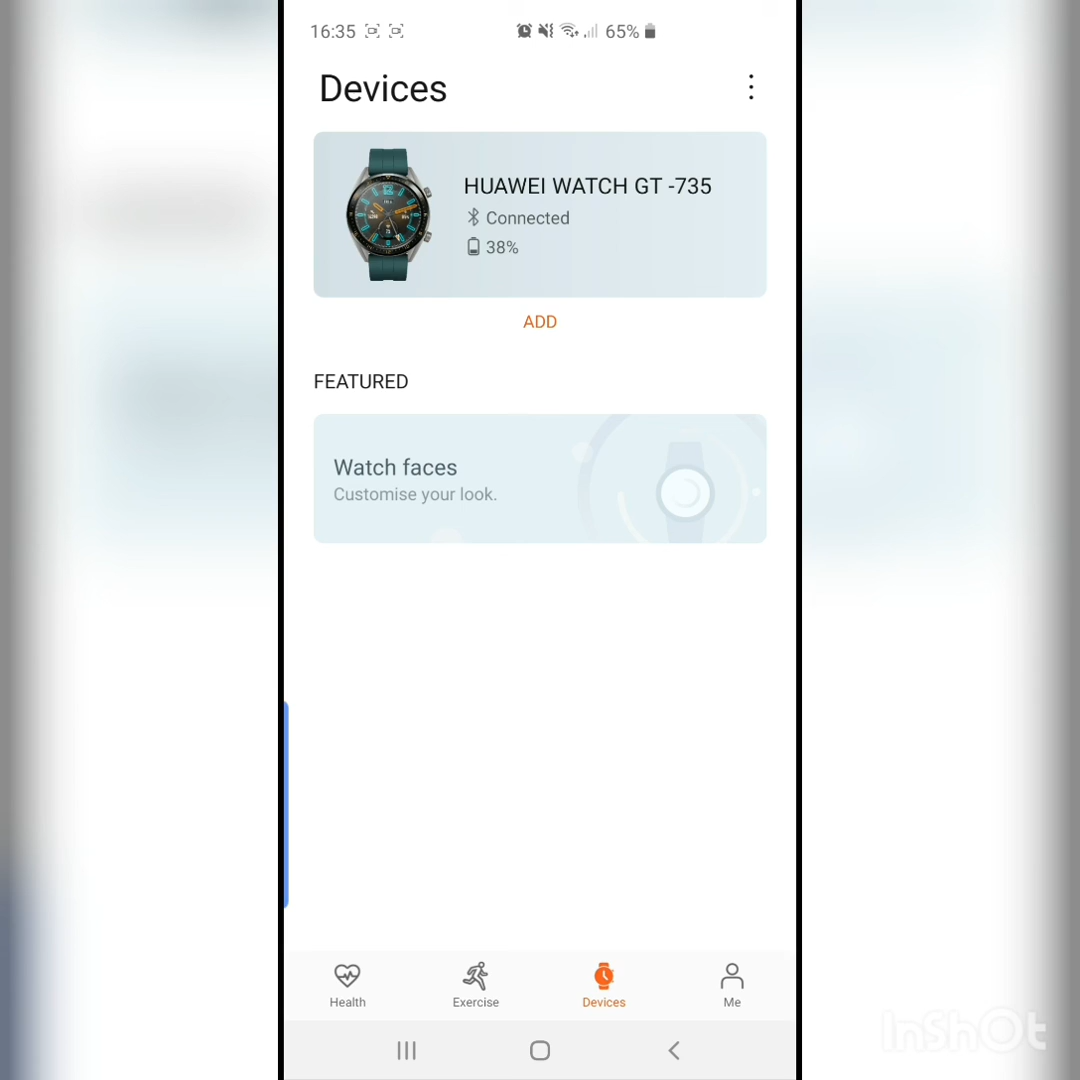 16:35 65%
Devices
HUAWEI WATCH GT -735
Connected
38%
ADD
FEATURED
Watch faces
Customise your look.
Health Exercise Devices Me
InShOt